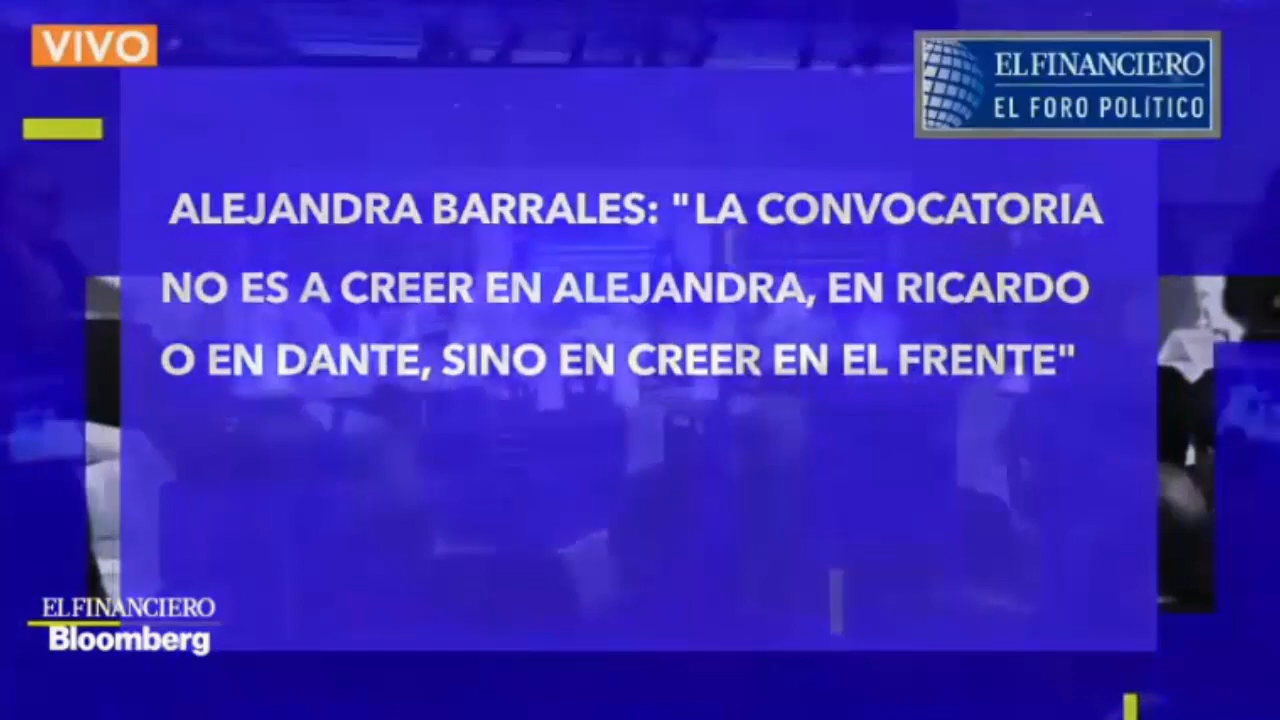 VIVO
EL FINANCIERO
EL FORO POLÍTICO
ALEJANDRA BARRALES: "LA CONVOCATORIA
NO ES A CREER EN ALEJANDRA, EN RICARDO
O EN DANTE, SINO EN CREER EN EL FRENTE"
EL FINANCIERO
Bloomberg